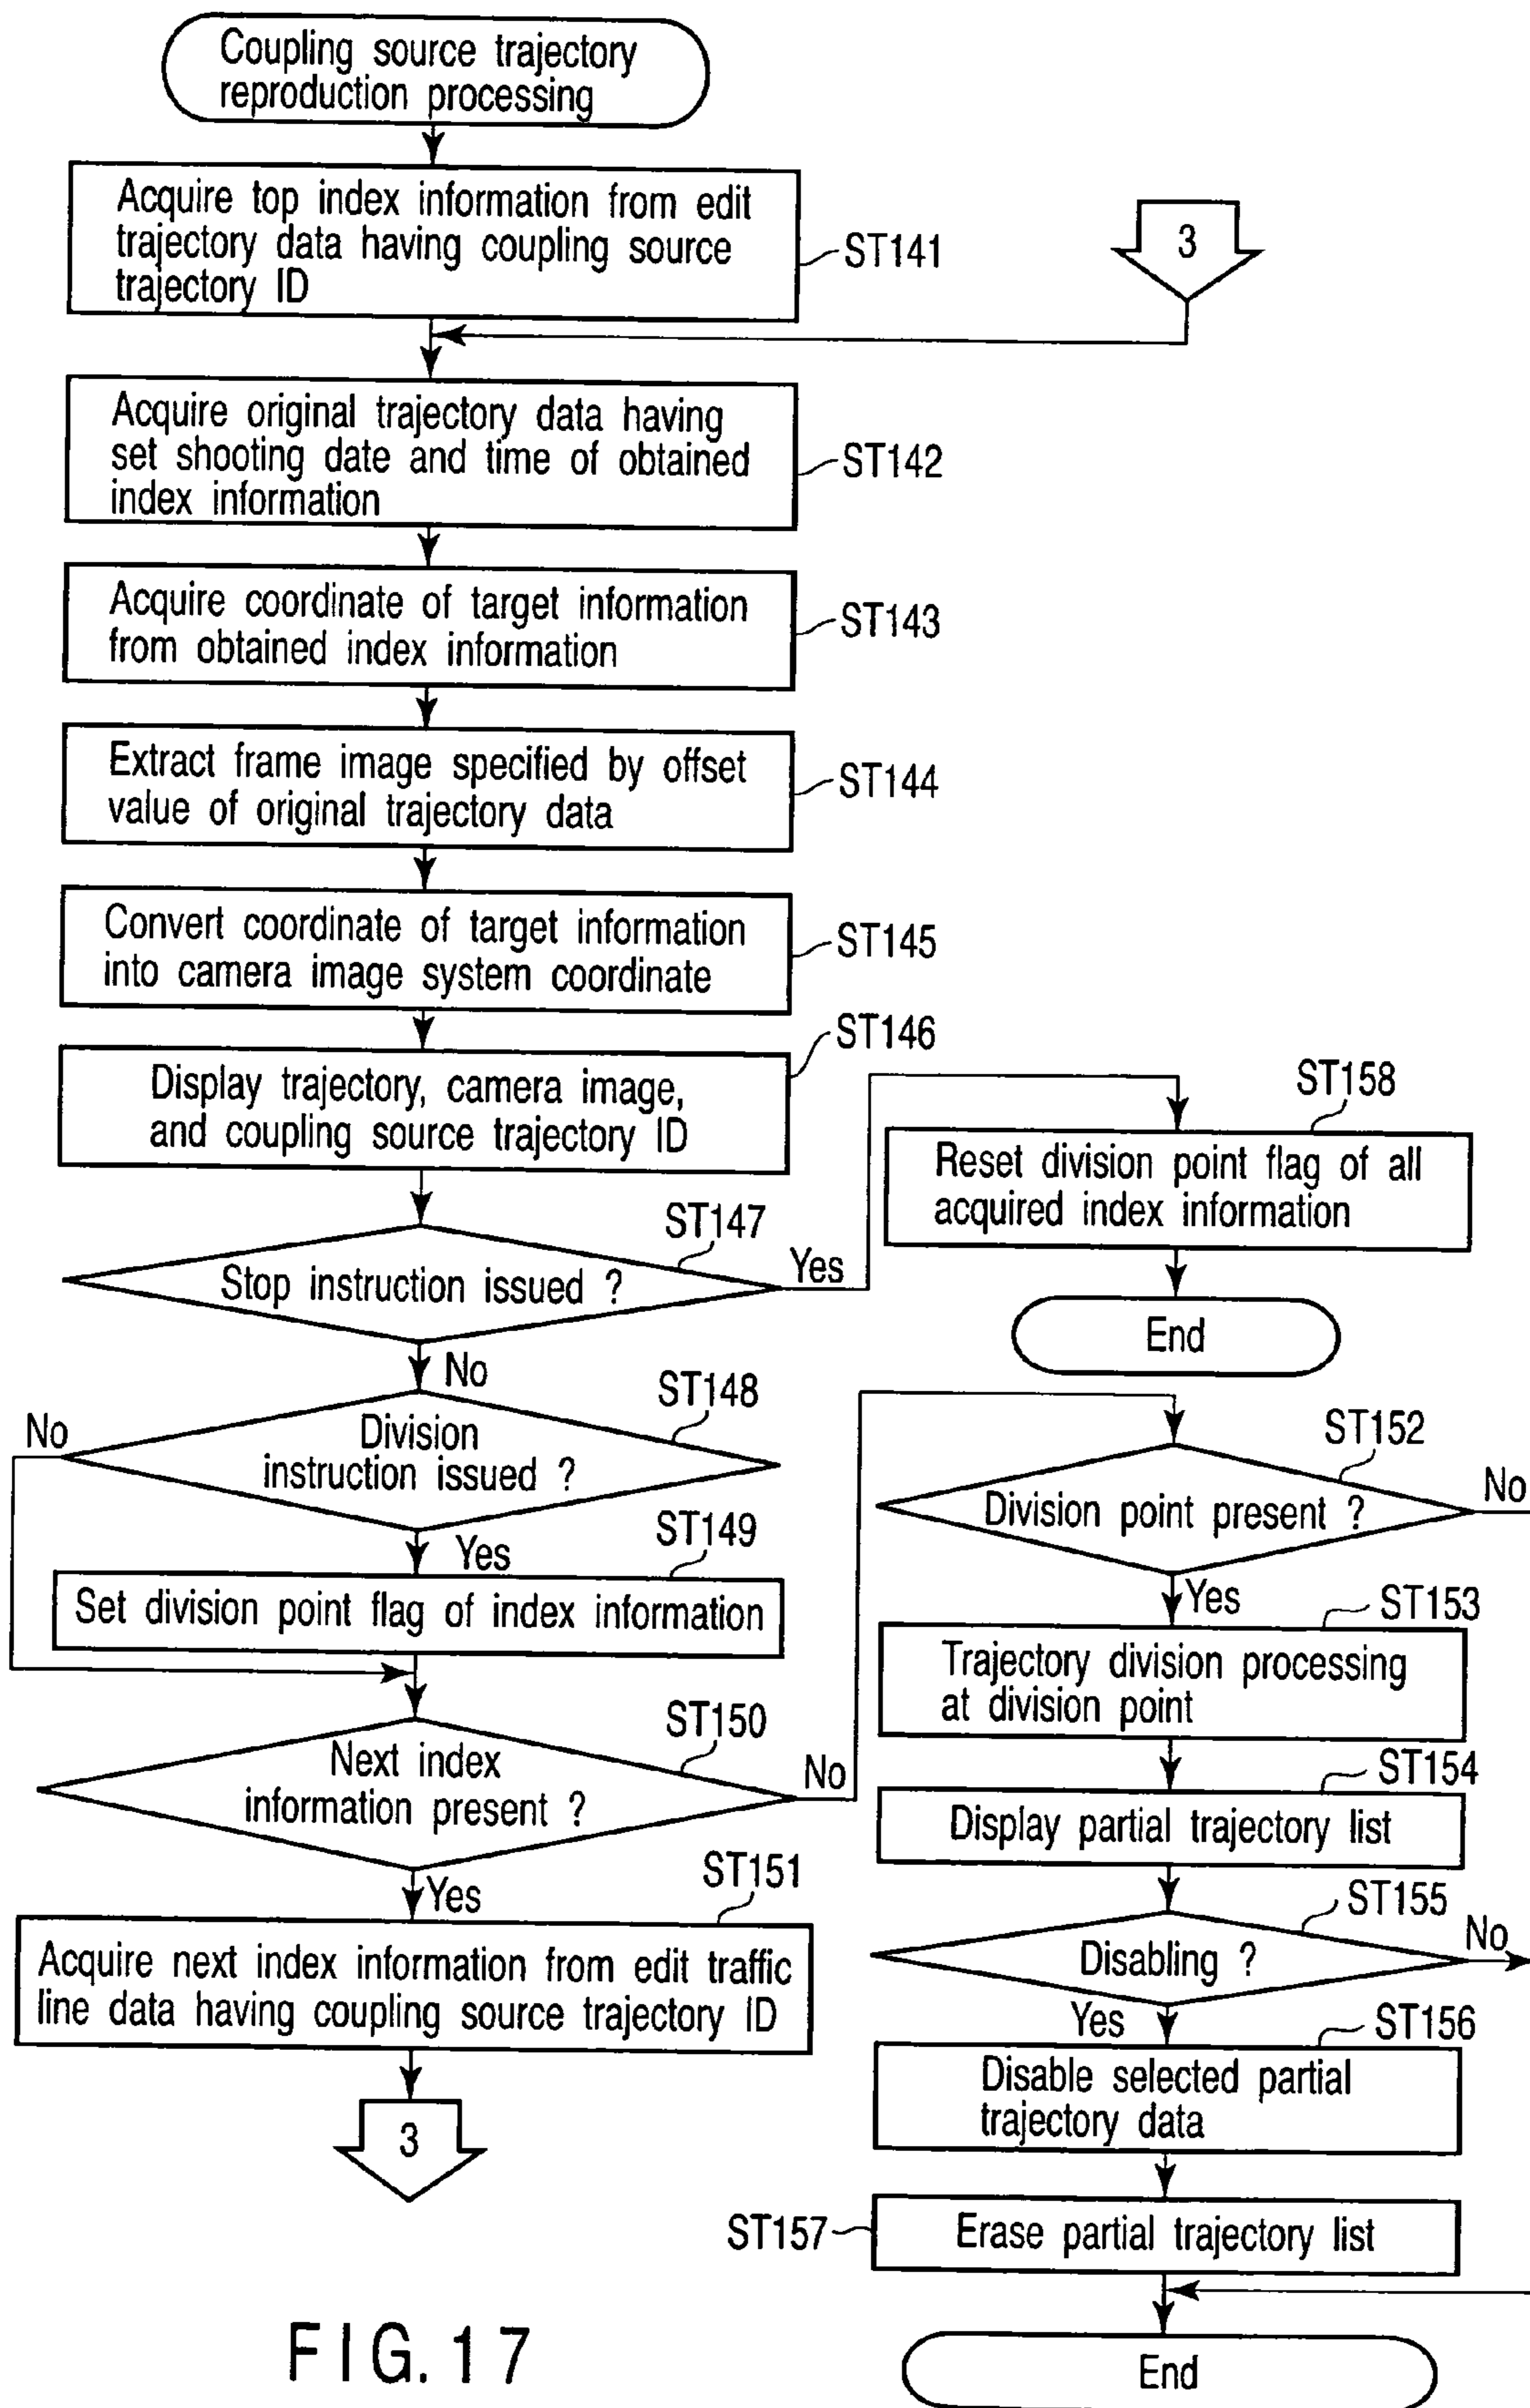 Coupling source trajectory
reproduction processing
Acquire top index information from edit
trajectory data having coupling source
trajectory ID
ST141
3
Acquire original trajectory data having
set shooting date and time of obtained
index information
ST142
Acquire coordinate of target information
from obtained index information
ST143
Extract frame image specified by offset
value of original trajectory data
ST144
Convert coordinate of target information
into camera image system coordinate
ST145
Display trajectory, camera image,
and coupling source trajectory ID
ST146
Stop instruction issued ?
ST147
Yes
No
ST158
Reset division point flag of all
acquired index information
End
Division
instruction issued ?
ST148
No
Yes
ST149
Set division point flag of index information
Next index
information present ?
ST150
No
Yes
ST151
Acquire next index information from edit traffic
line data having coupling source trajectory ID
3
ST152
Division point present ?
No
Yes
ST153
Trajectory division processing
at division point
ST154
Display partial trajectory list
ST155
Disabling ?
No
Yes
ST156
Disable selected partial
trajectory data
ST157
Erase partial trajectory list
End
FIG. 17